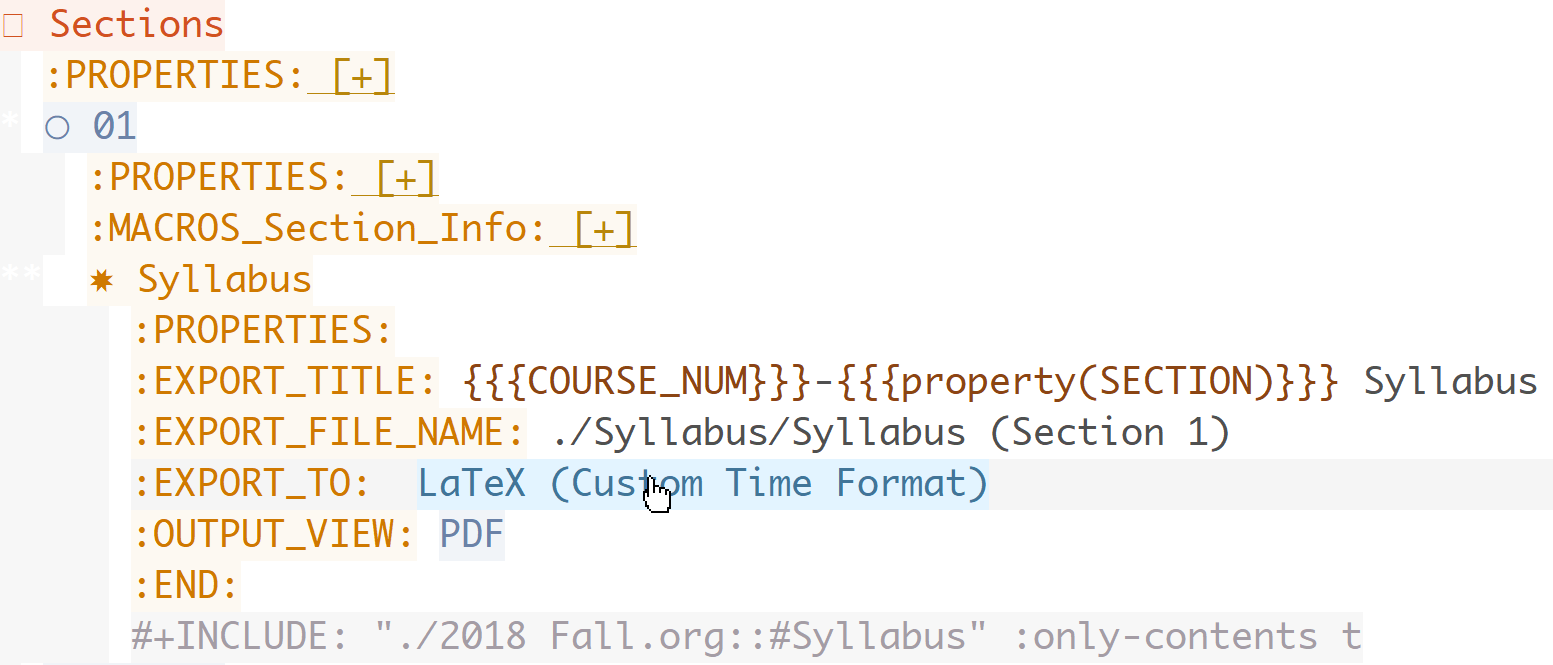 Sections
:PROPERTIES: [+]
* ○ 01
:PROPERTIES: [+]
:MACROS_Section_Info: [+]
** ✸ Syllabus
:PROPERTIES:
:EXPORT_TITLE: {{{COURSE_NUM}}}-{{{property(SECTION)}}} Syllabus
:EXPORT_FILE_NAME: ./Syllabus/Syllabus (Section 1)
:EXPORT_TO: LaTeX (Custom Time Format)
:OUTPUT_VIEW: PDF
:END:
#+INCLUDE: "./2018 Fall.org::#Syllabus" :only-contents t